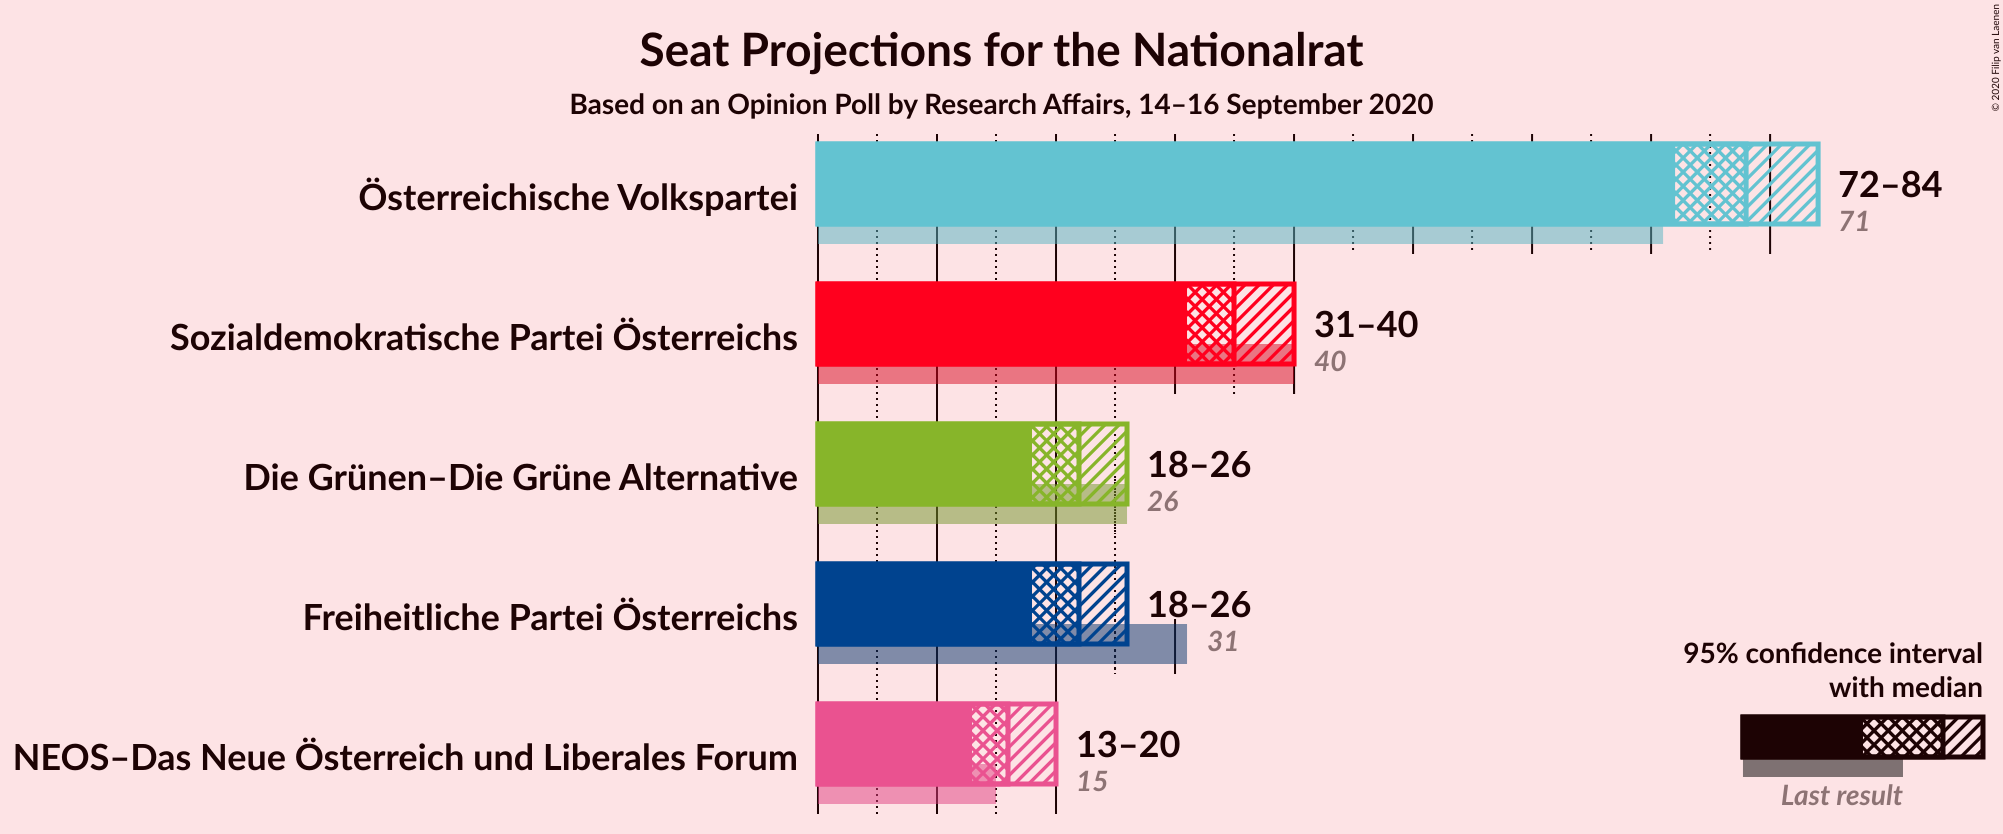 Seat Projections for the Nationalrat
Based on an Opinion Poll by Research Affairs, 14–16 September 2020
© 2020 Filip van Laenen
Österreichische Volkspartei
72–84
71
Sozialdemokratische Partei Österreichs
31–40
40
Die Grünen–Die Grüne Alternative
18–26
26
Freiheitliche Partei Österreichs
18–26
31
NEOS–Das Neue Österreich und Liberales Forum
13–20
15
95% confidence interval
with median
Last result